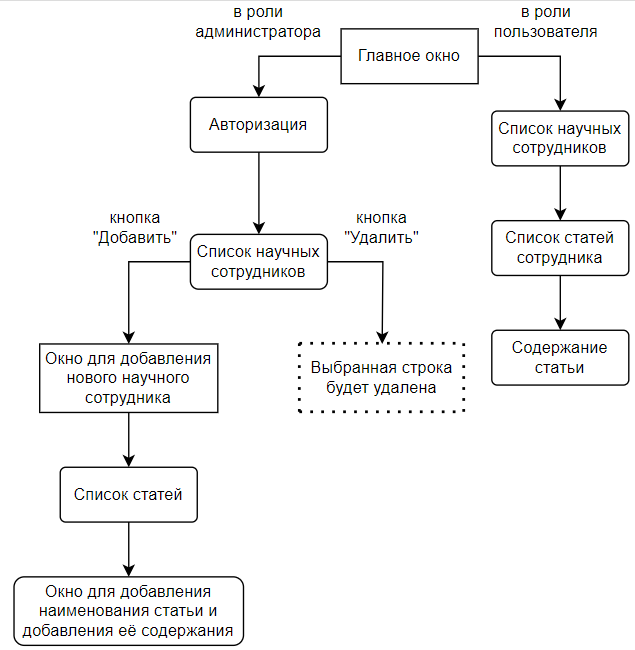 в роли
администратора
в роли
пользователя
Главное окно
Авторизация
Список научных
сотрудников
кнопка
"Добавить"
кнопка
"Удалить"
Список научных
сотрудников
Список статей
сотрудника
Окно для добавления
нового научного
сотрудника
Выбранная строка
будет удалена
Содержание
статьи
Список статей
Окно для добавления
наименования статьи и
добавления её содержания